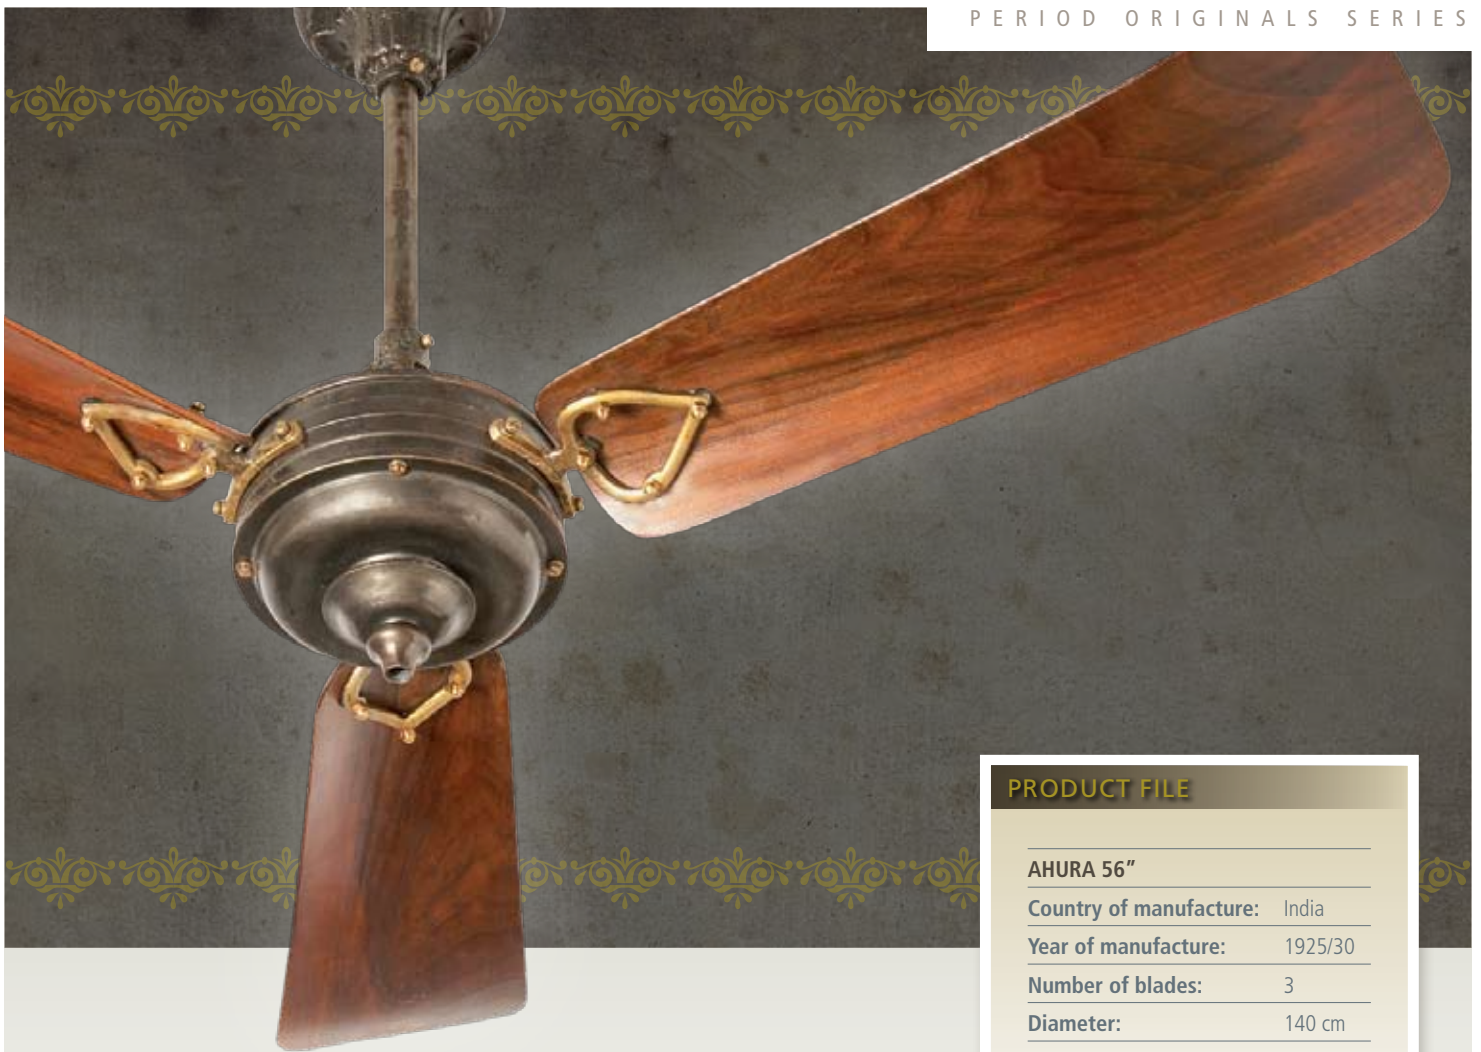 PERIOD ORIGINALS SERIES
PRODUCT FILE
AHURA 56”
Country of manufacture: India
Year of manufacture: 1925/30
Number of blades: 3
Diameter: 140 cm